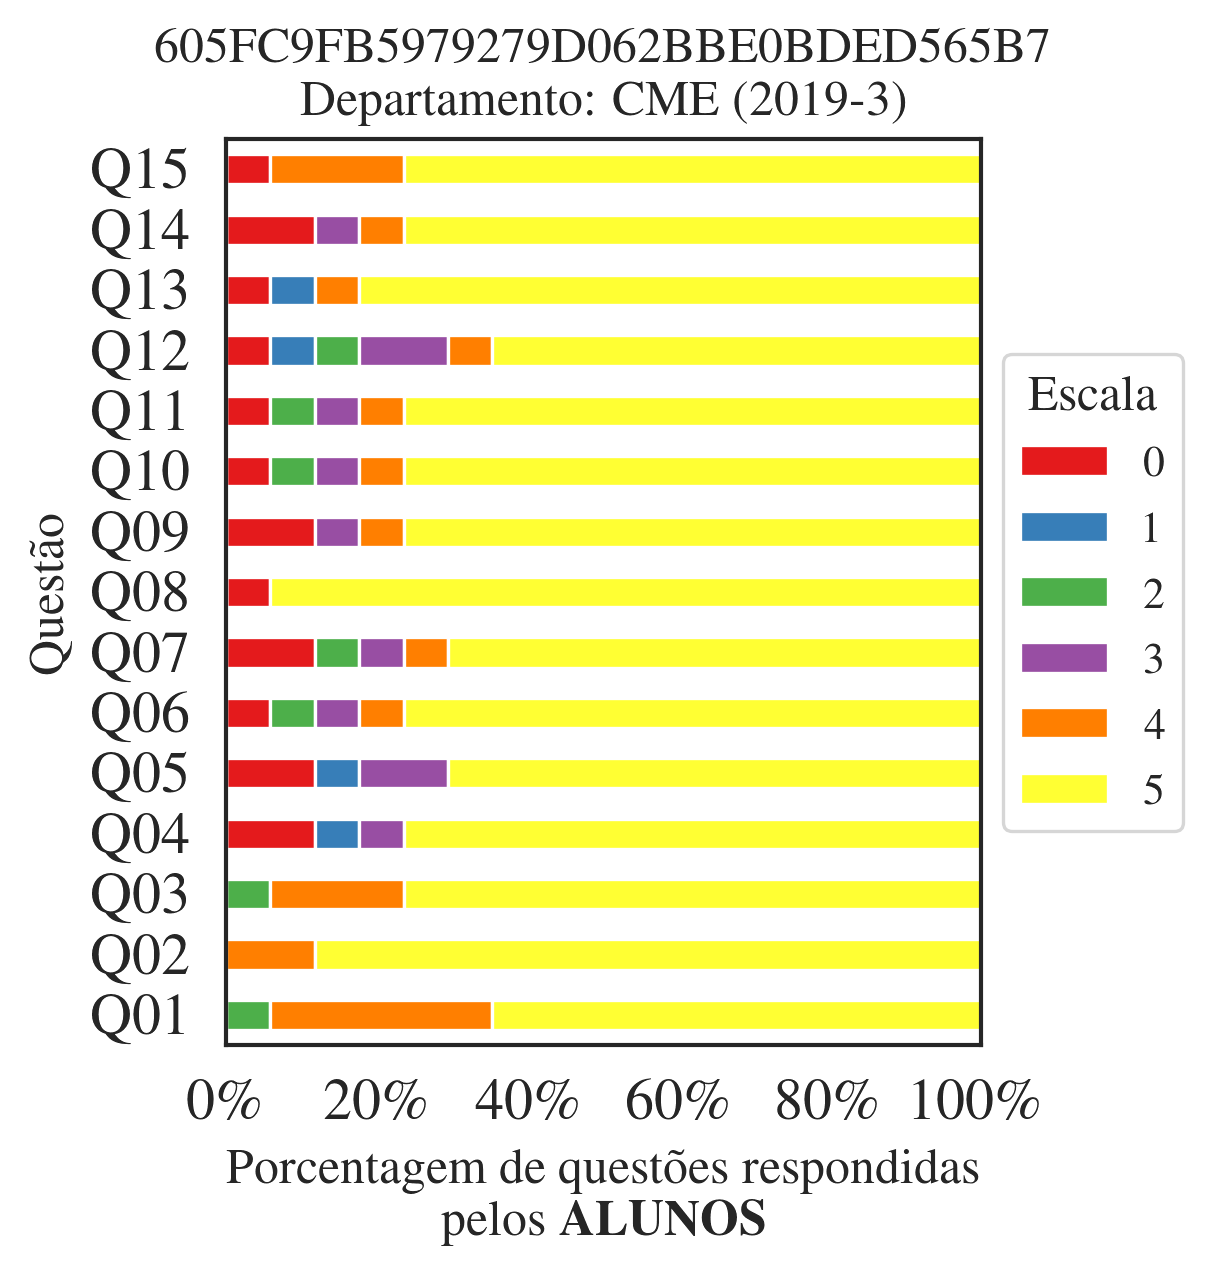 605FC9FB5979279D062BBE0BDED565B7
Departamento: CME (2019-3)
Questão
Q15
Q14
Q13
Q12
Q11
Q10
Q09
Q08
Q07
Q06
Q05
Q04
Q03
Q02
Q01
0% 20% 40% 60% 80% 100%
Porcentagem de questões respondidas
pelos ALUNOS
Escala
0
1
2
3
4
5